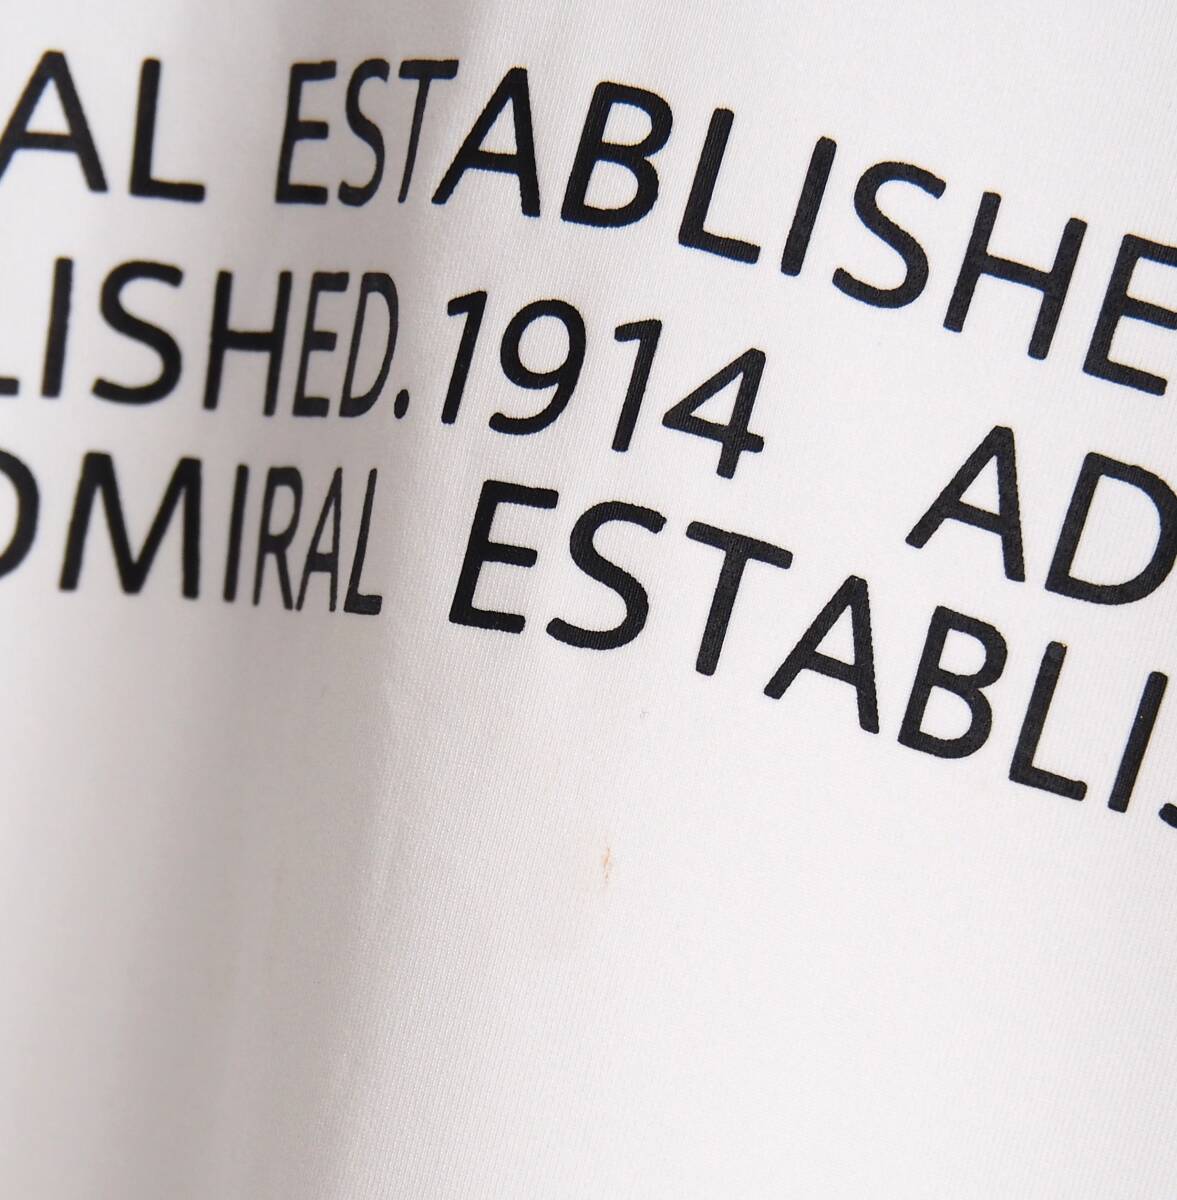 AL ESTABLISHE
LISHED.1914 AD
DMIRAL ESTABLIS